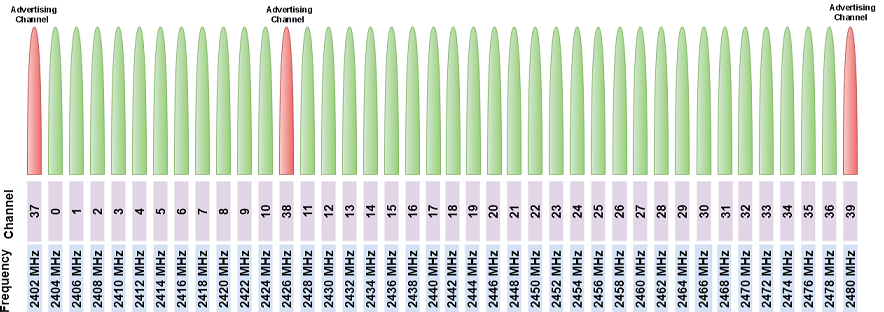 Advertising
Channel
Advertising
Channel
Advertising
Channel
Channel
37 0 1 2 3 4 5 6 7 8 9 10 38 11 12 13 14 15 16 17 18 19 20 21 22 23 24 25 26 27 28 29 30 31 32 33 34 35 36 39
Frequency
2402 MHz 2404 MHz 2406 MHz 2408 MHz 2410 MHz 2412 MHz 2414 MHz 2416 MHz 2418 MHz 2420 MHz 2422 MHz 2424 MHz 2426 MHz 2428 MHz 2430 MHz 2432 MHz 2434 MHz 2436 MHz 2438 MHz 2440 MHz 2442 MHz 2444 MHz 2446 MHz 2448 MHz 2450 MHz 2452 MHz 2454 MHz 2456 MHz 2458 MHz 2460 MHz 2462 MHz 2464 MHz 2466 MHz 2468 MHz 2470 MHz 2472 MHz 2474 MHz 2476 MHz 2478 MHz 2480 MHz